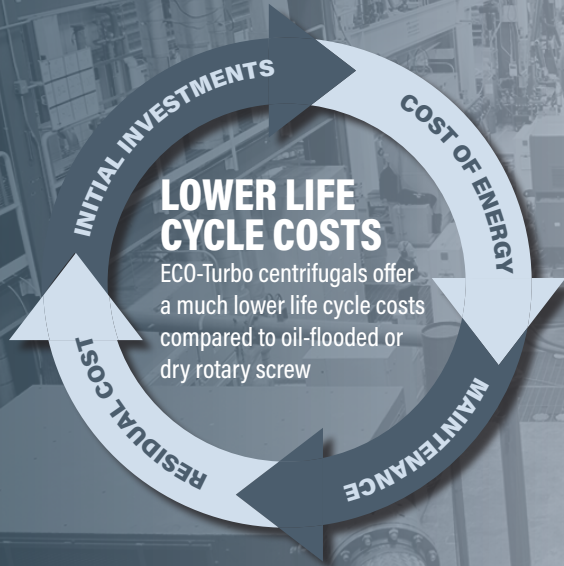 INITIAL INVESTMENTS
COST OF ENERGY
LOWER LIFE
CYCLE COSTS
ECO-Turbo centrifugals offer
a much lower life cycle costs
compared to oil-flooded or
dry rotary screw
MAINTENANCE
RESIDUAL COST